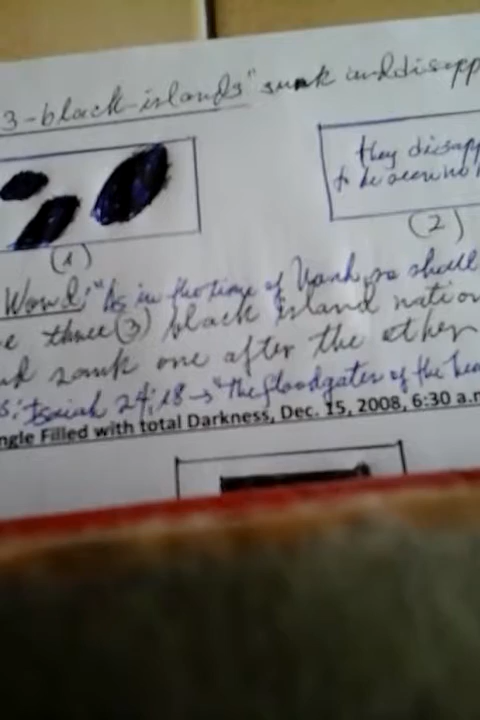 3-black islands" sunk and disapp
they disapp
to be seen no
(1)
(2)
Word; "As in the time of Noah, so shall
e three (3) black island nation
nd sank one after the other
s; Isaiah 24;18 → "the floodgates of the hea
ngle Filled with total Darkness, Dec. 15, 2008, 6:30 a.m